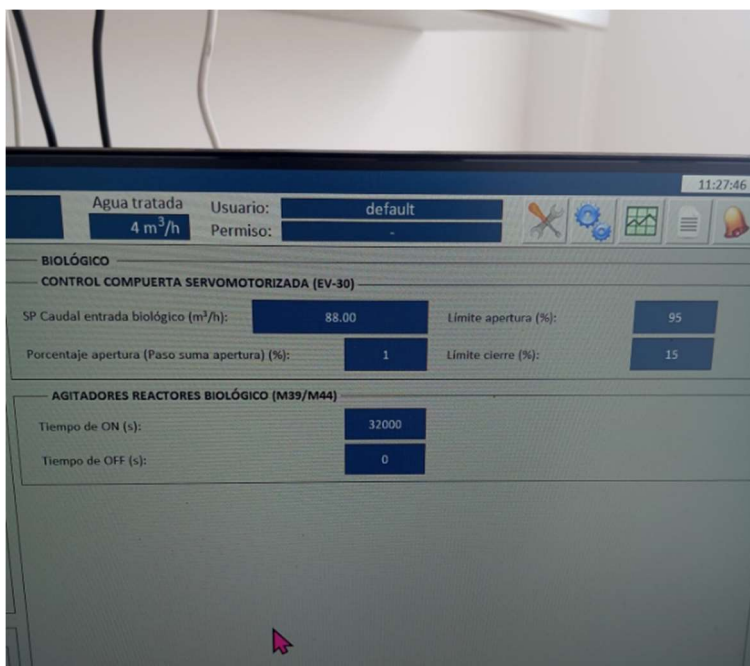 11:27:46
Agua tratada
4 m³/h
Usuario: default
Permiso: -
BIOLÓGICO
CONTROL COMPUERTA SERVOMOTORIZADA (EV-30)
SP Caudal entrada biológico (m³/h): 88.00 Límite apertura (%): 95
Porcentaje apertura (Paso suma apertura) (%): 1 Límite cierre (%): 15
AGITADORES REACTORES BIOLÓGICO (M39/M44)
Tiempo de ON (s): 32000
Tiempo de OFF (s): 0